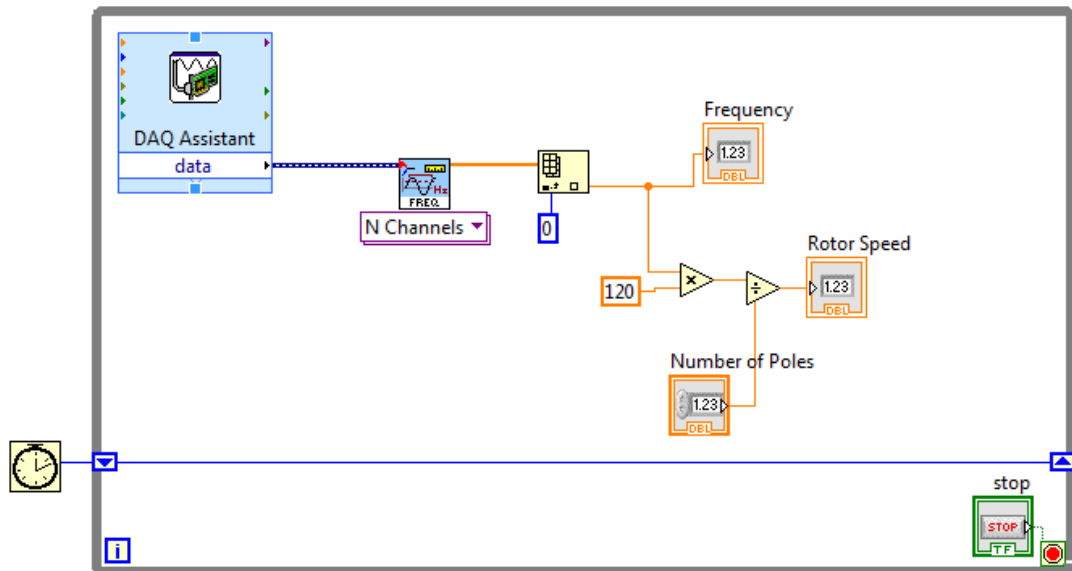 DAQ Assistant
data
Hz
FREQ
N Channels
0
Frequency
1.23
DBL
Rotor Speed
1.23
DBL
120
×
÷
Number of Poles
1.23
DBL
stop
STOP
TF
i